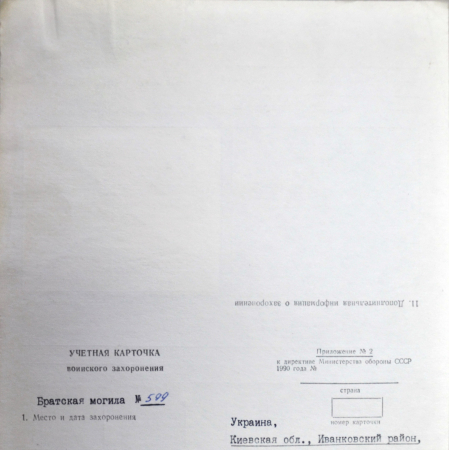 11. Дополнительная информация о захоронении
УЧЕТНАЯ КАРТОЧКА
воинского захоронения
Приложение № 2
к директиве Министерства обороны СССР
1990 года №
страна
Братская могила №
номер карточки
1. Место и дата захоронения
Украина,
Киевская обл., Иванковский район,